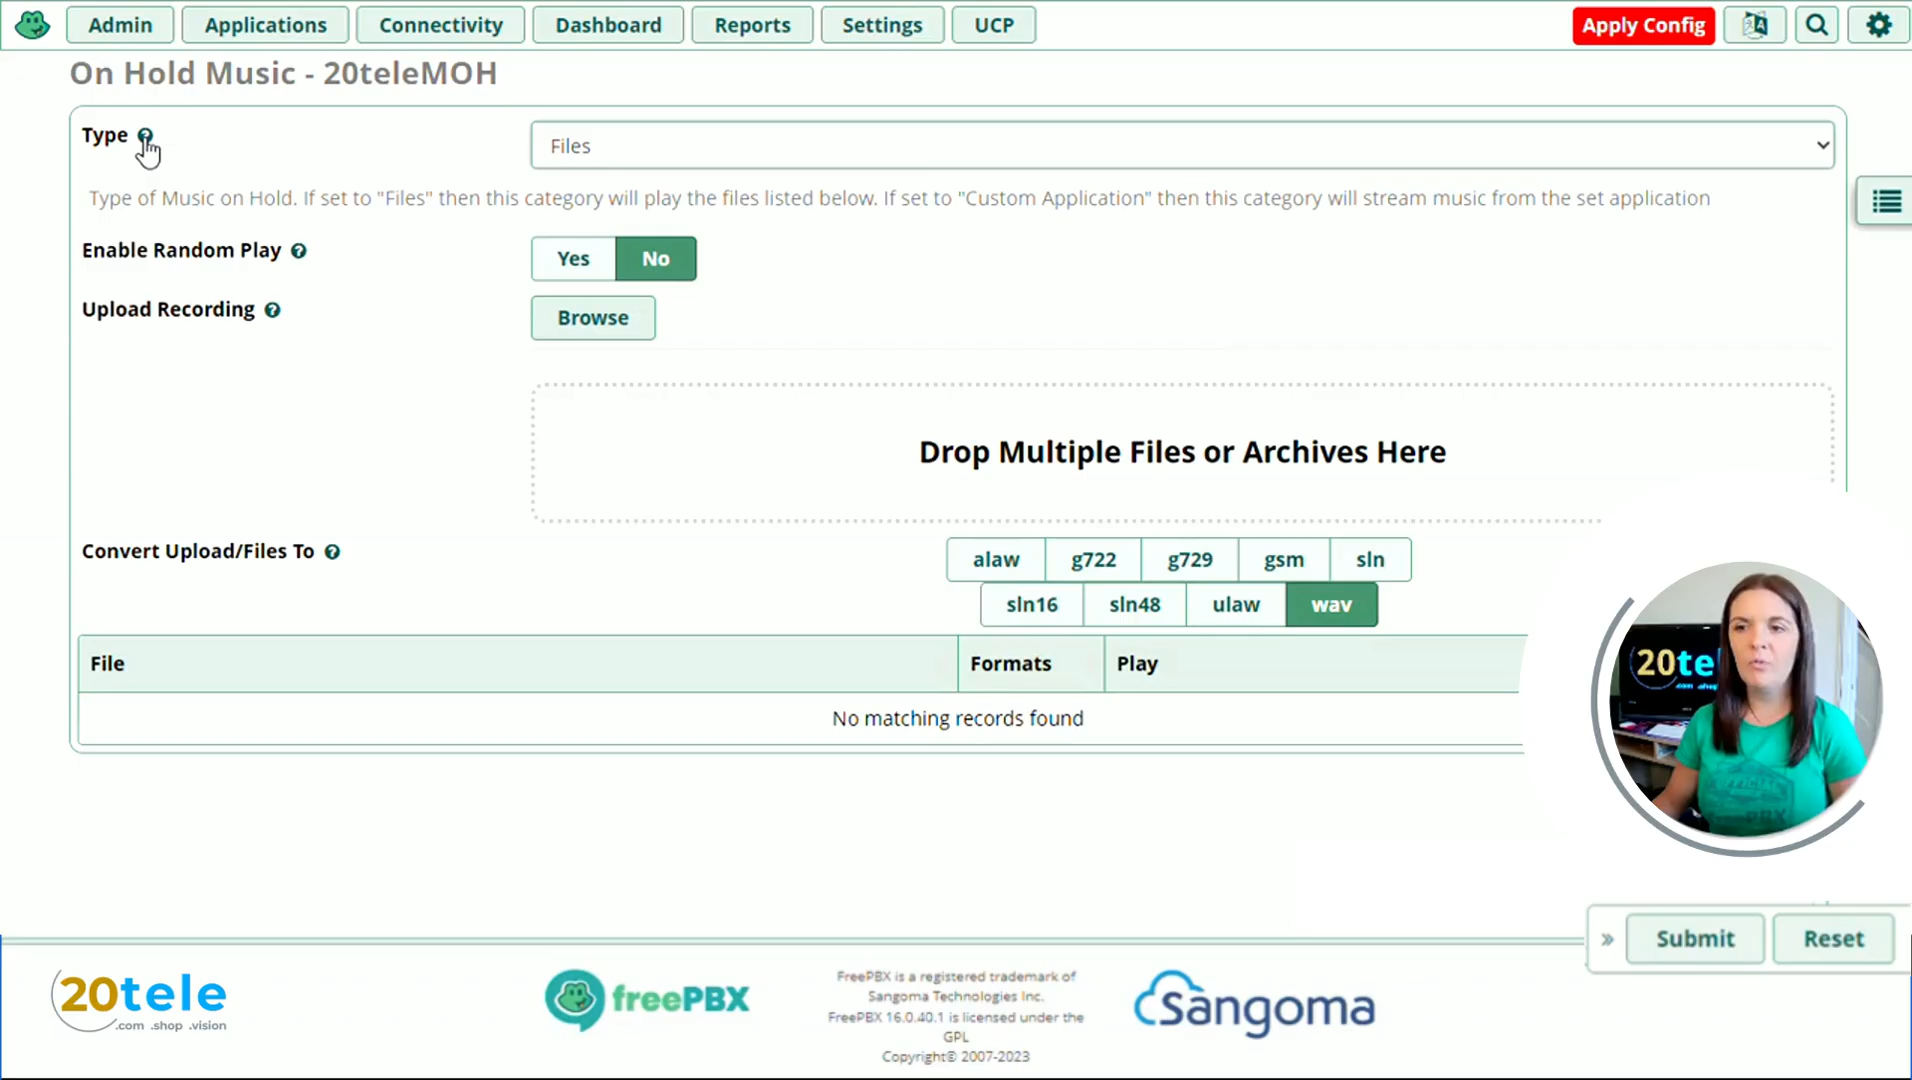 Admin
Applications
Connectivity
Dashboard
Reports
Settings
UCP
Apply Config
On Hold Music - 20teleMOH
Type
Files
Type of Music on Hold. If set to "Files" then this category will play the files listed below. If set to "Custom Application" then this category will stream music from the set application
Enable Random Play
Yes
No
Upload Recording
Browse
Drop Multiple Files or Archives Here
Convert Upload/Files To
alaw
g722
g729
gsm
sln
sln16
sln48
ulaw
wav
File
Formats
Play
No matching records found
20te
.com
Submit
Reset
20tele
.com .shop .vision
freePBX
FreePBX is a registered trademark of
Sangoma Technologies Inc.
FreePBX 16.0.40.1 is licensed under the
GPL
Copyright© 2007-2023
Sangoma